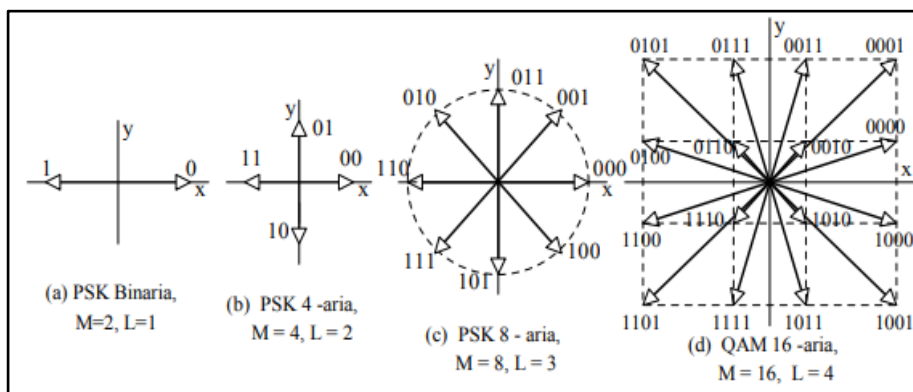 y
1
0
x
(a) PSK Binaria,
M=2, L=1
y
01
11
00
x
10
(b) PSK 4 -aria,
M = 4, L = 2
y
011
010
001
110
000
x
111
100
101
(c) PSK 8 - aria,
M = 8, L = 3
y
0101 0111 0011 0001
0000
0100 0110 0010
x
1100 1110 1010 1000
1101 1111 1011 1001
(d) QAM 16 -aria,
M = 16, L = 4